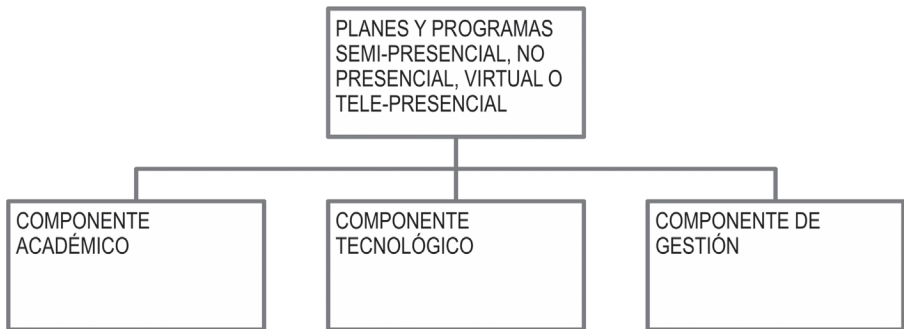 PLANES Y PROGRAMAS
SEMI-PRESENCIAL, NO
PRESENCIAL, VIRTUAL O
TELE-PRESENCIAL
COMPONENTE
ACADÉMICO
COMPONENTE
TECNOLÓGICO
COMPONENTE DE
GESTIÓN